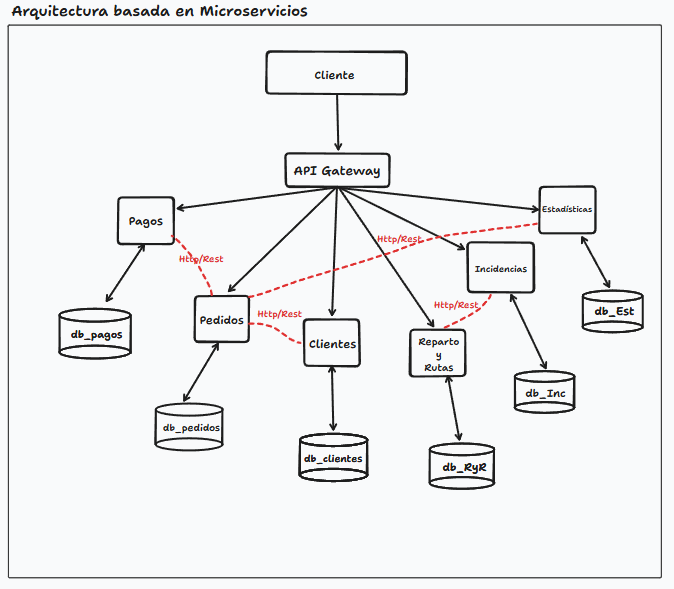 Arquitectura basada en Microservicios
Cliente
API Gateway
Pagos
Estadísticas
Http/Rest
Http/Rest
Incidencias
Pedidos
Http/Rest
Http/Rest
db_Est
Clientes
Reparto
y
Rutas
db_pagos
db_Inc
db_pedidos
db_clientes
db_RyR